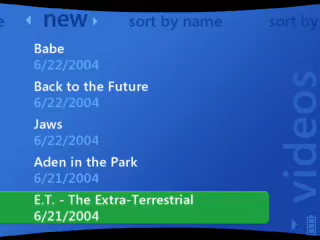 e new sort by name sort by
Babe
6/22/2004
Back to the Future
6/22/2004
Jaws
6/22/2004
Aden in the Park
6/21/2004
E.T. - The Extra-Terrestrial
6/21/2004
videos